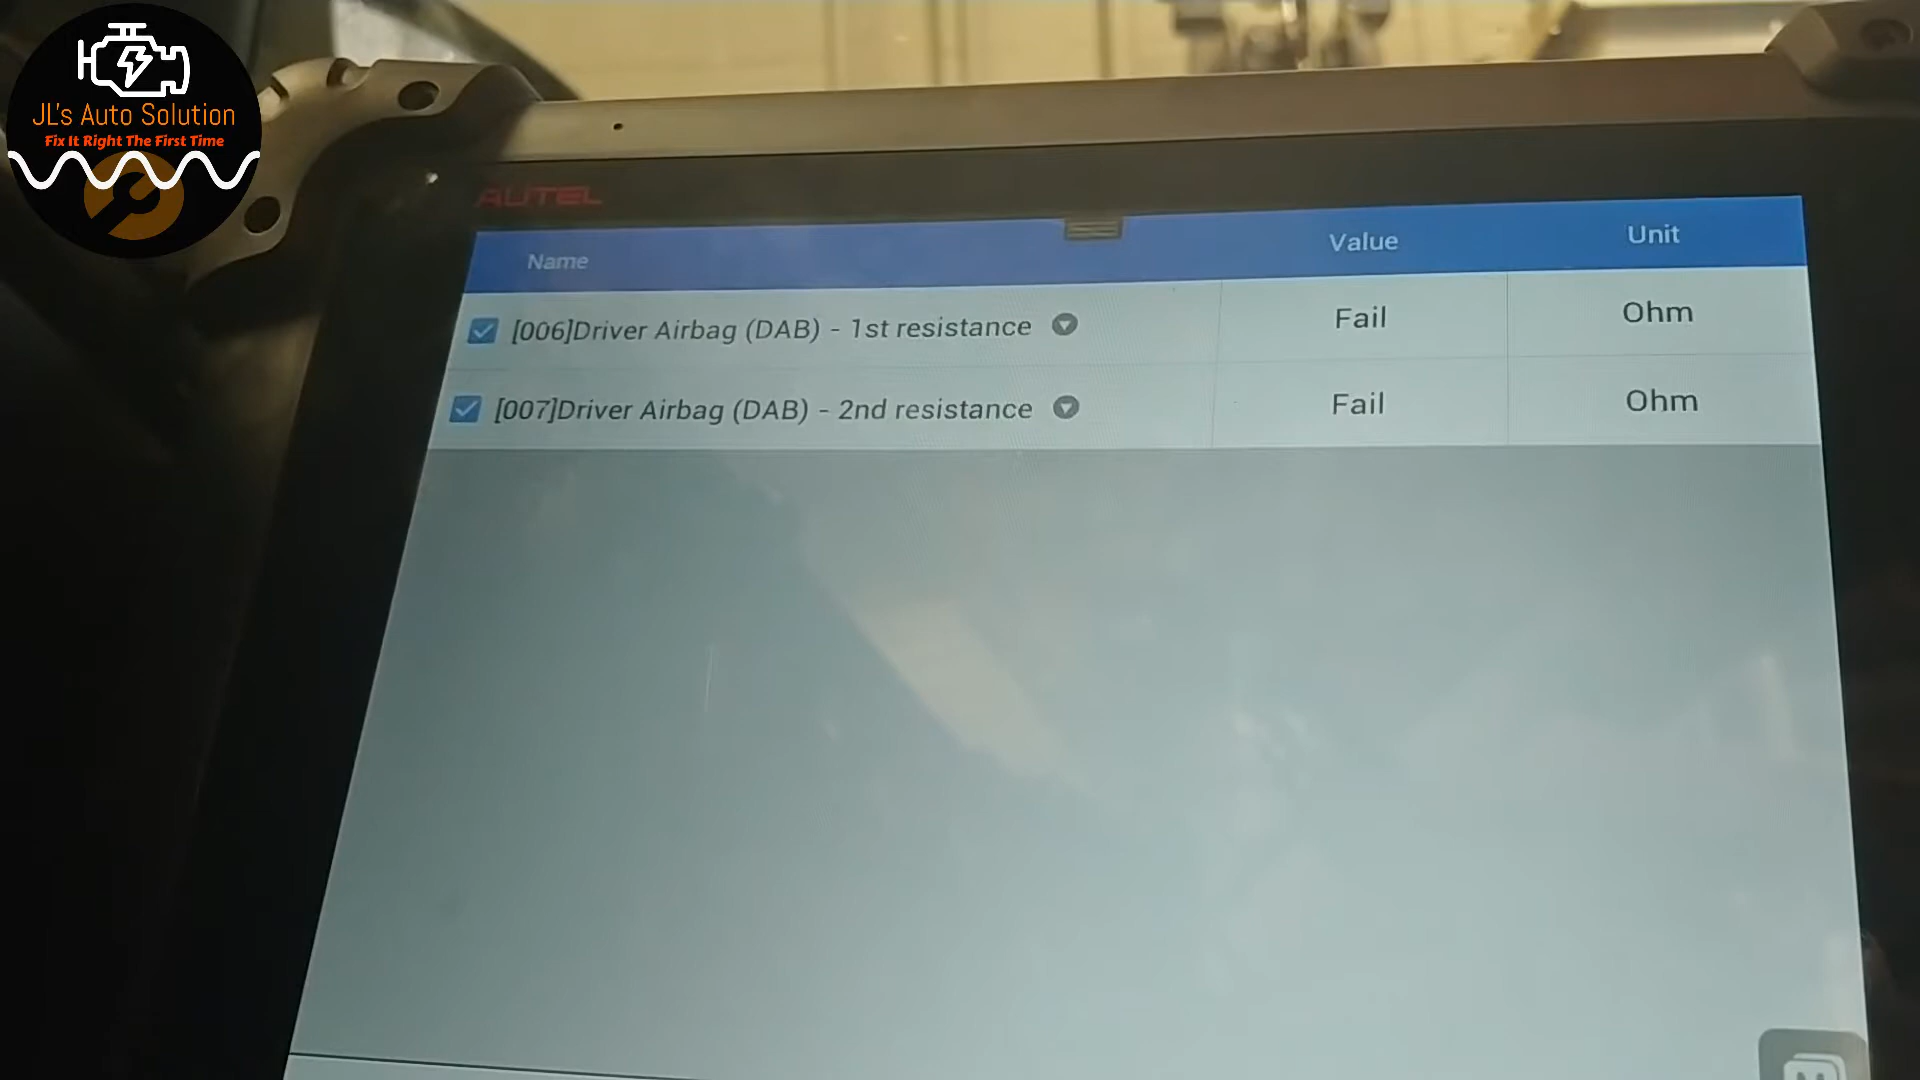 JL's Auto Solution
Fix It Right The First Time
AUTEL
Name Value Unit
[006]Driver Airbag (DAB) - 1st resistance Fail Ohm
[007]Driver Airbag (DAB) - 2nd resistance Fail Ohm